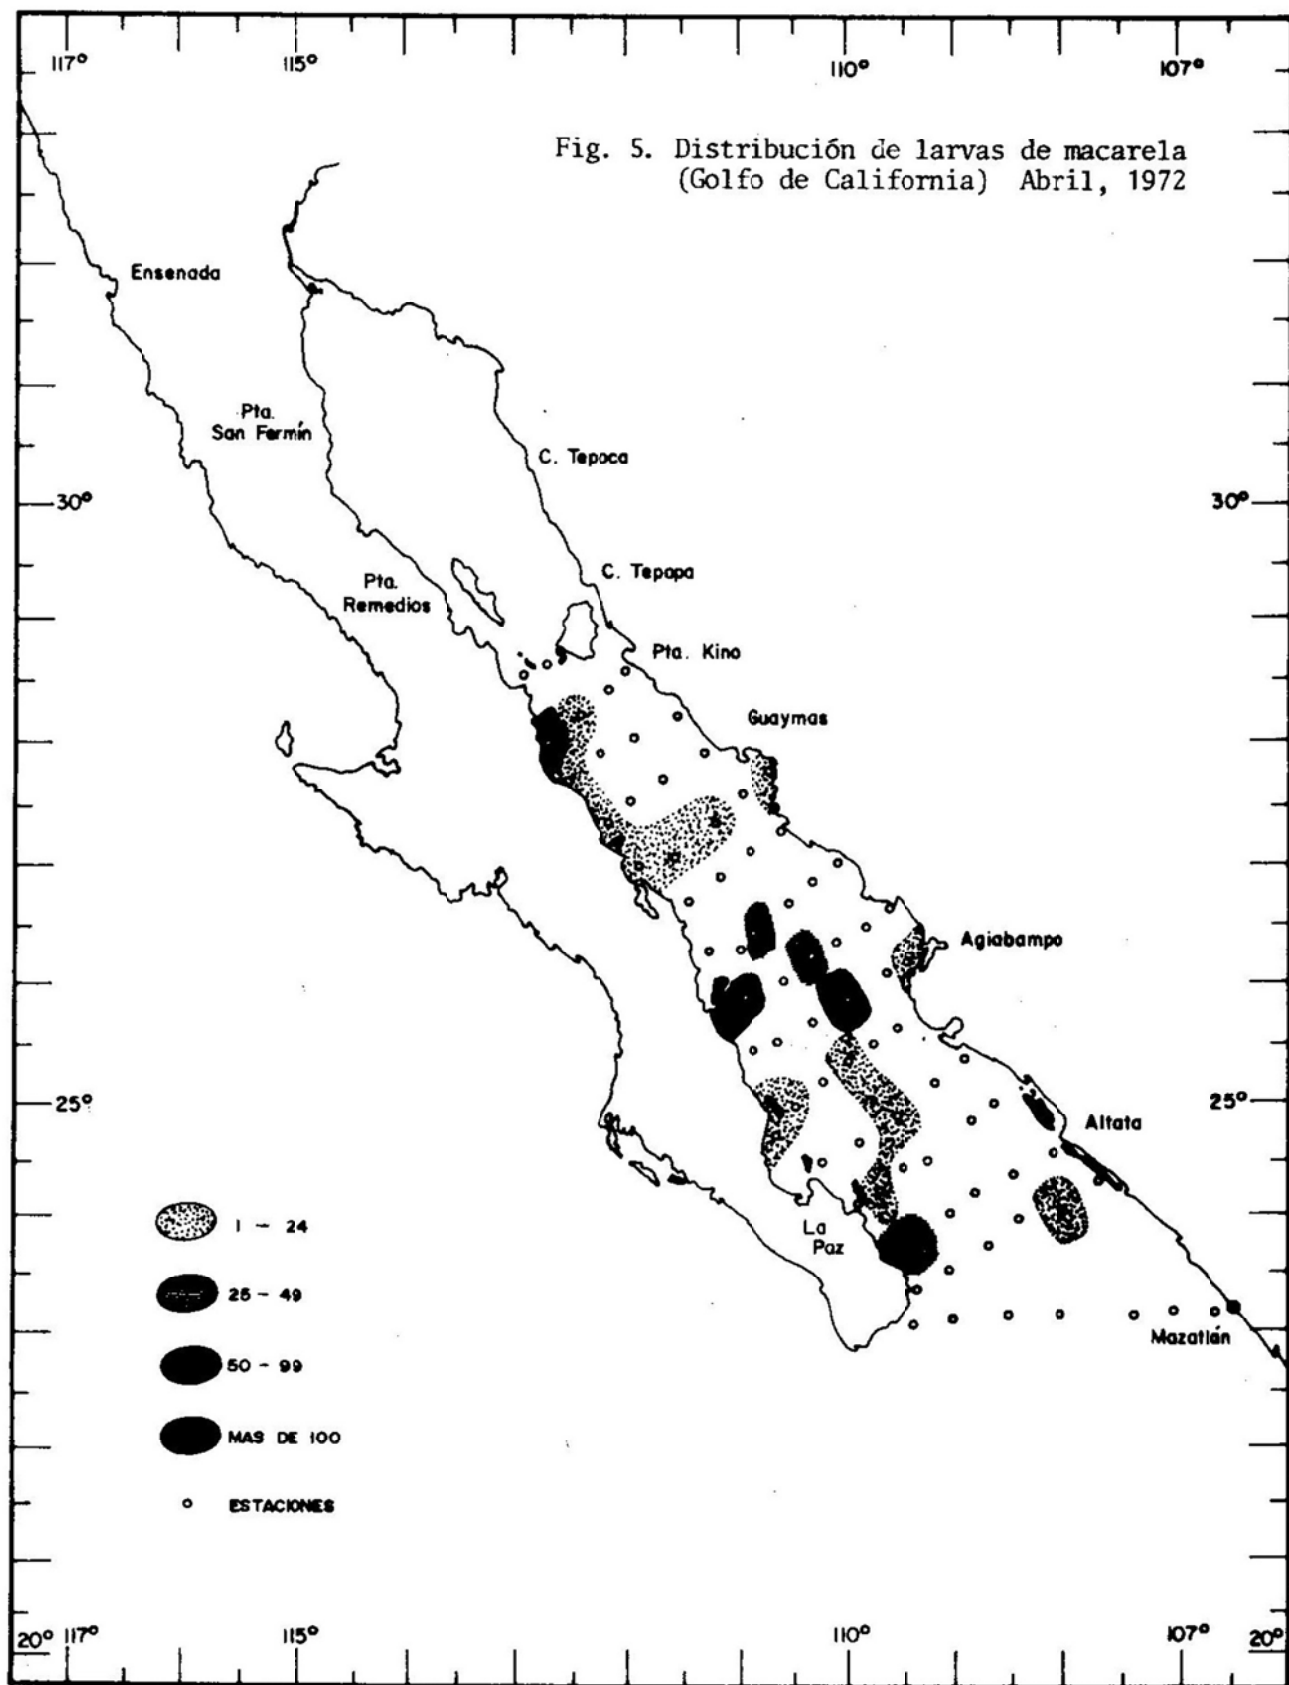 117° 115° 110° 107°
Fig. 5. Distribución de larvas de macarela
(Golfo de California) Abril, 1972
Ensenada
Pta.
San Fermín
C. Tepoca
30° 30°
C. Tepopa
Pta.
Remedios
Pta. Kino
Guaymas
Agiabampo
25° 25°
Altata
La
Paz
1 - 24
25 - 49
50 - 99
Mazatlán
MAS DE 100
ESTACIONES
20° 117° 115° 110° 107° 20°